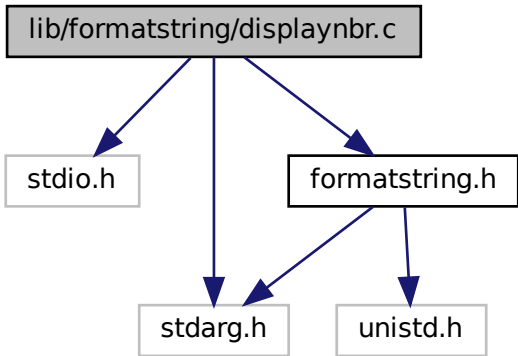 lib/formatstring/displaynbr.c
stdio.h
formatstring.h
stdarg.h
unistd.h